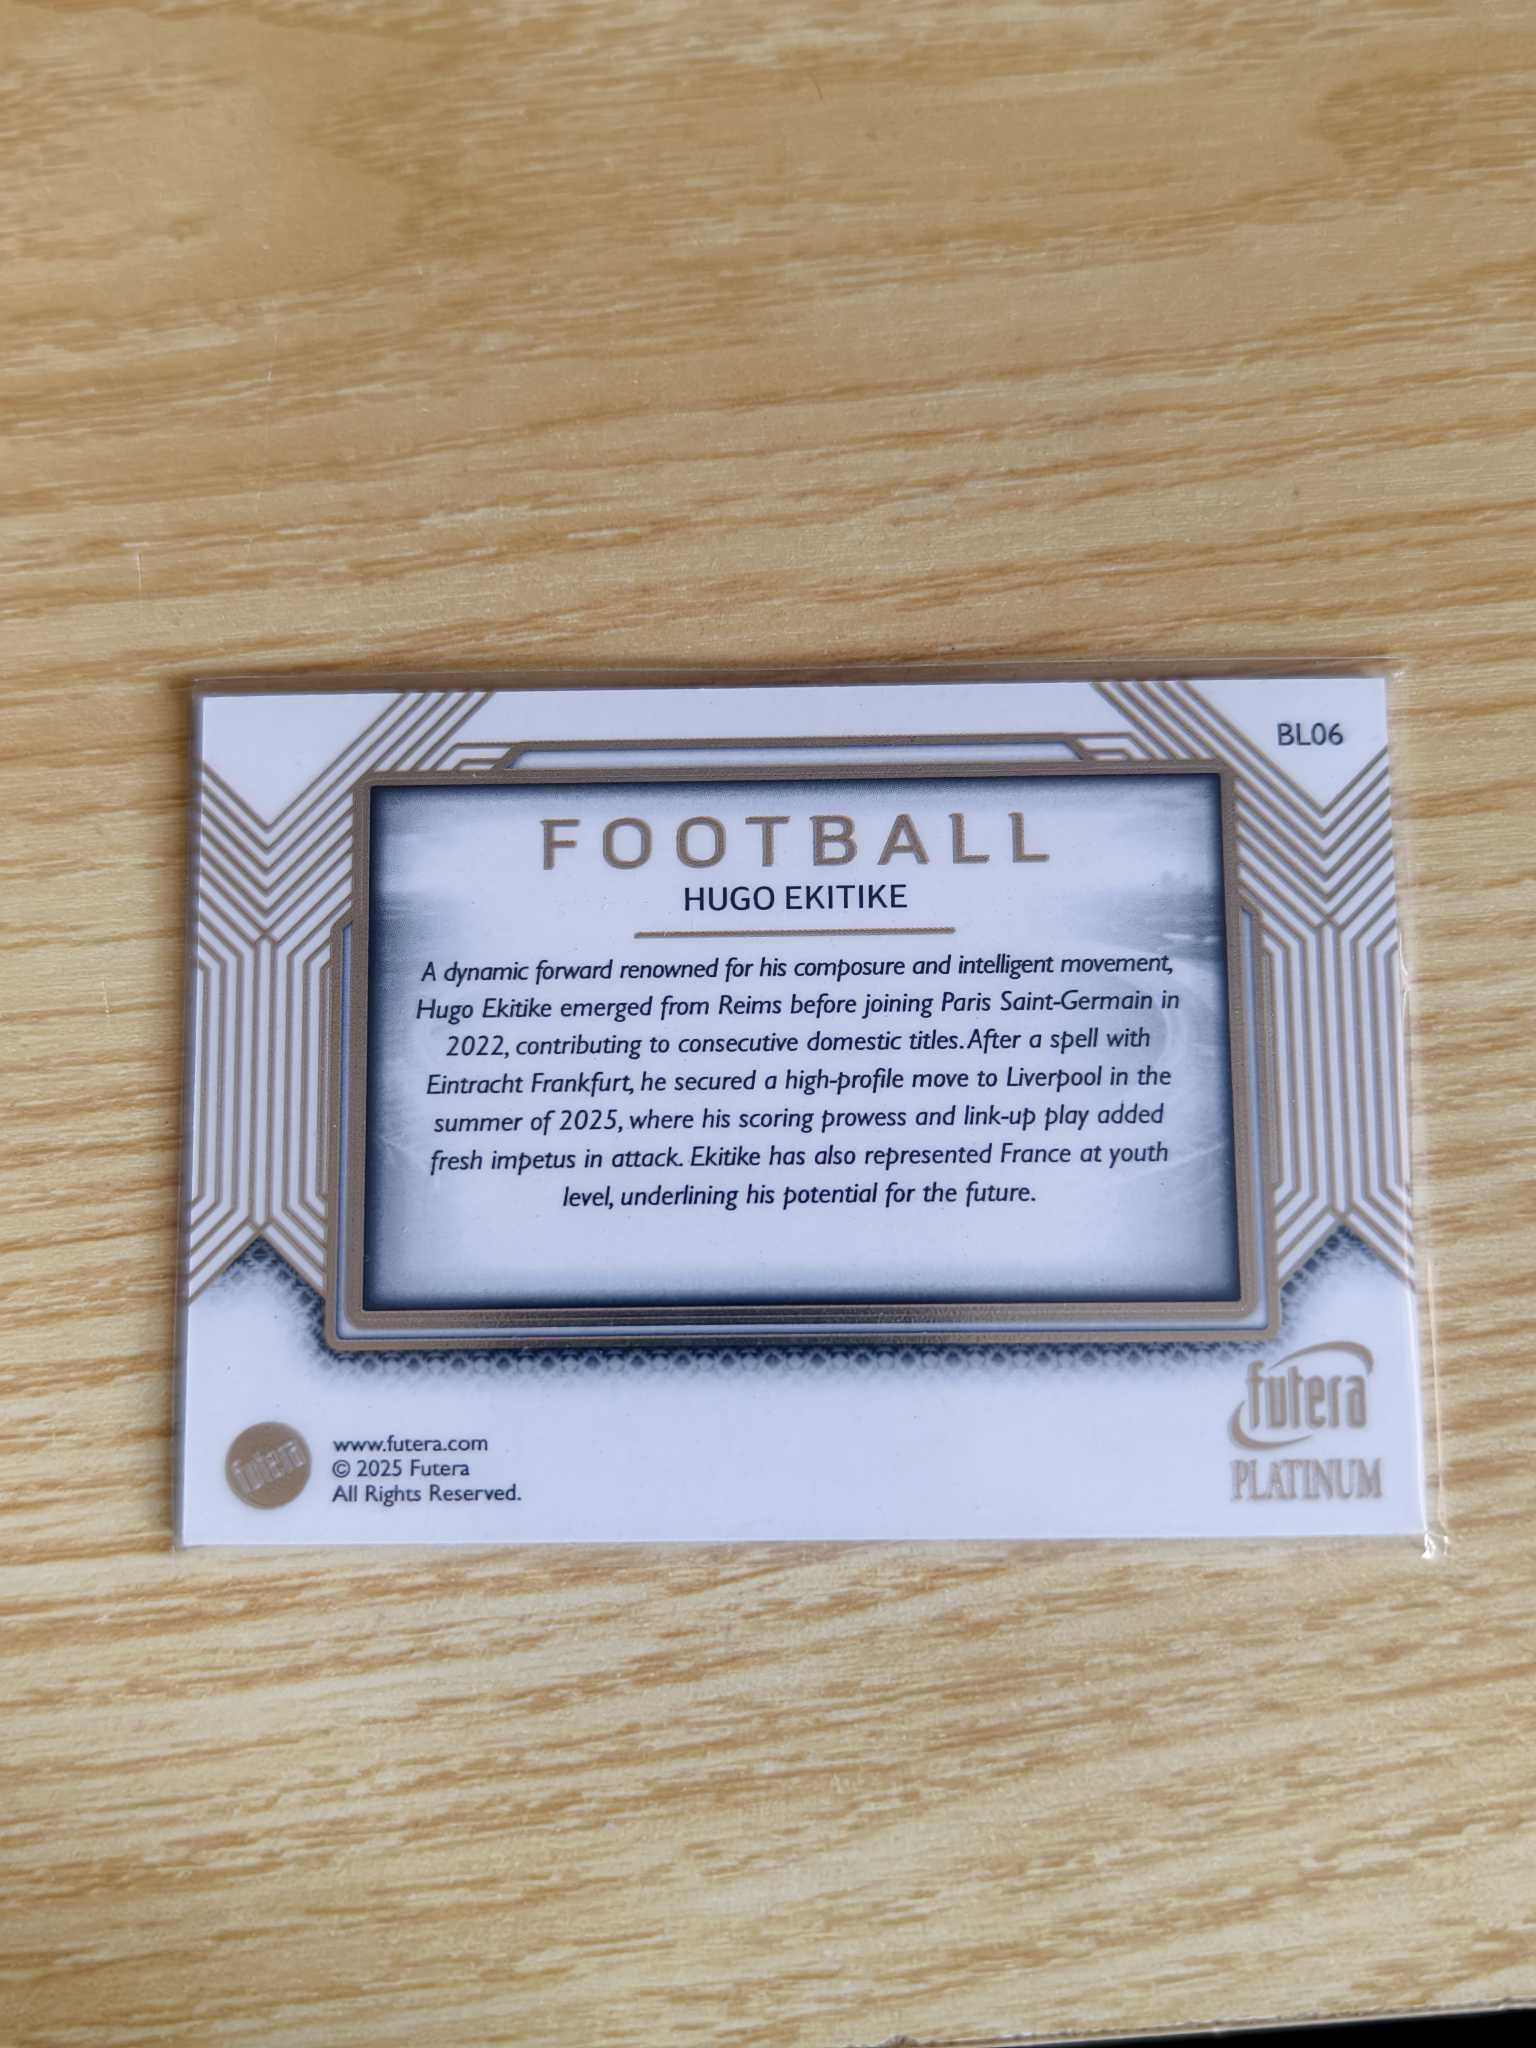 BL06
FOOTBALL
HUGO EKITIKE
A dynamic forward renowned for his composure and intelligent movement,
Hugo Ekitike emerged from Reims before joining Paris Saint-Germain in
2022, contributing to consecutive domestic titles. After a spell with
Eintracht Frankfurt, he secured a high-profile move to Liverpool in the
summer of 2025, where his scoring prowess and link-up play added
fresh impetus in attack. Ekitike has also represented France at youth
level, underlining his potential for the future.
futera
www.futera.com
© 2025 Futera
All Rights Reserved.
futera
PLATINUM